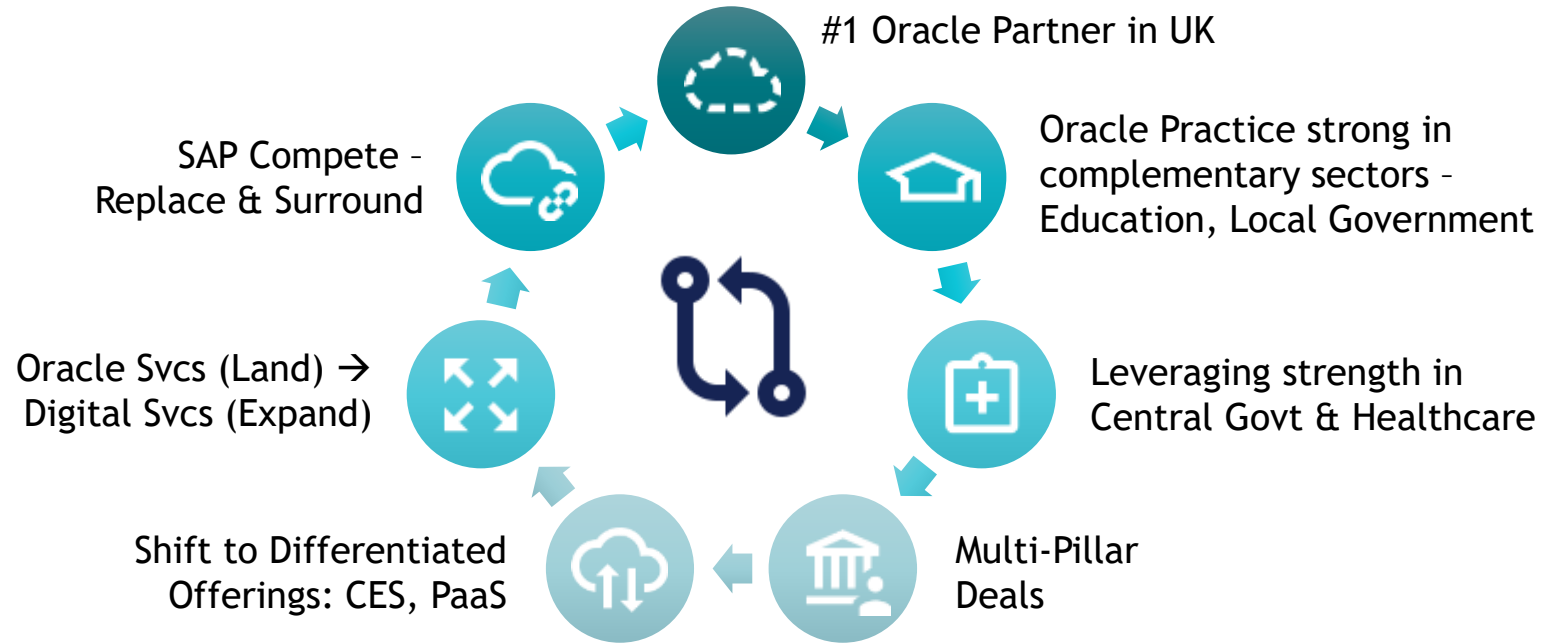 #1 Oracle Partner in UK
Oracle Practice strong in
complementary sectors –
Education, Local Government
Leveraging strength in
Central Govt & Healthcare
Multi-Pillar
Deals
Shift to Differentiated
Offerings: CES, PaaS
Oracle Svcs (Land) →
Digital Svcs (Expand)
SAP Compete –
Replace & Surround